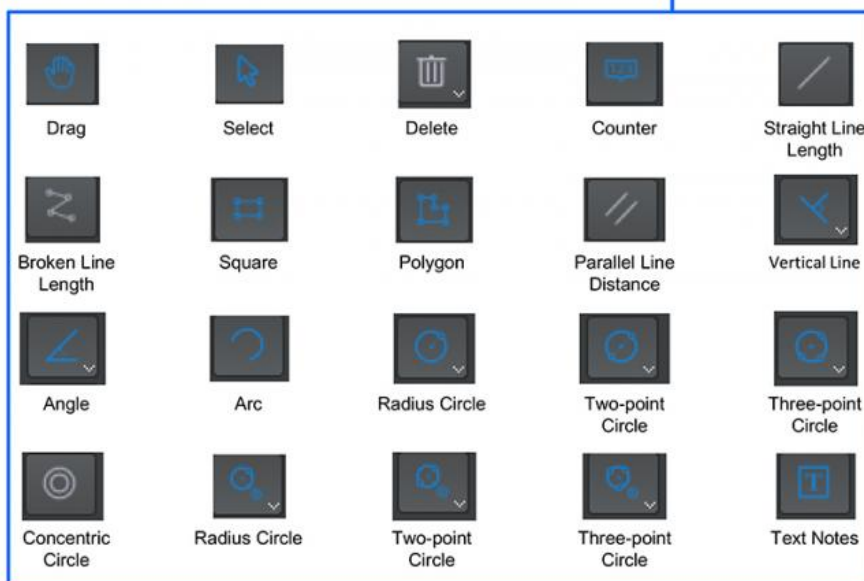 Drag Select Delete Counter Straight Line
Length
Broken Line Square Polygon Parallel Line Vertical Line
Length Distance
Angle Arc Radius Circle Two-point Three-point
Circle Circle
T
Concentric Radius Circle Two-point Three-point Text Notes
Circle Circle Circle